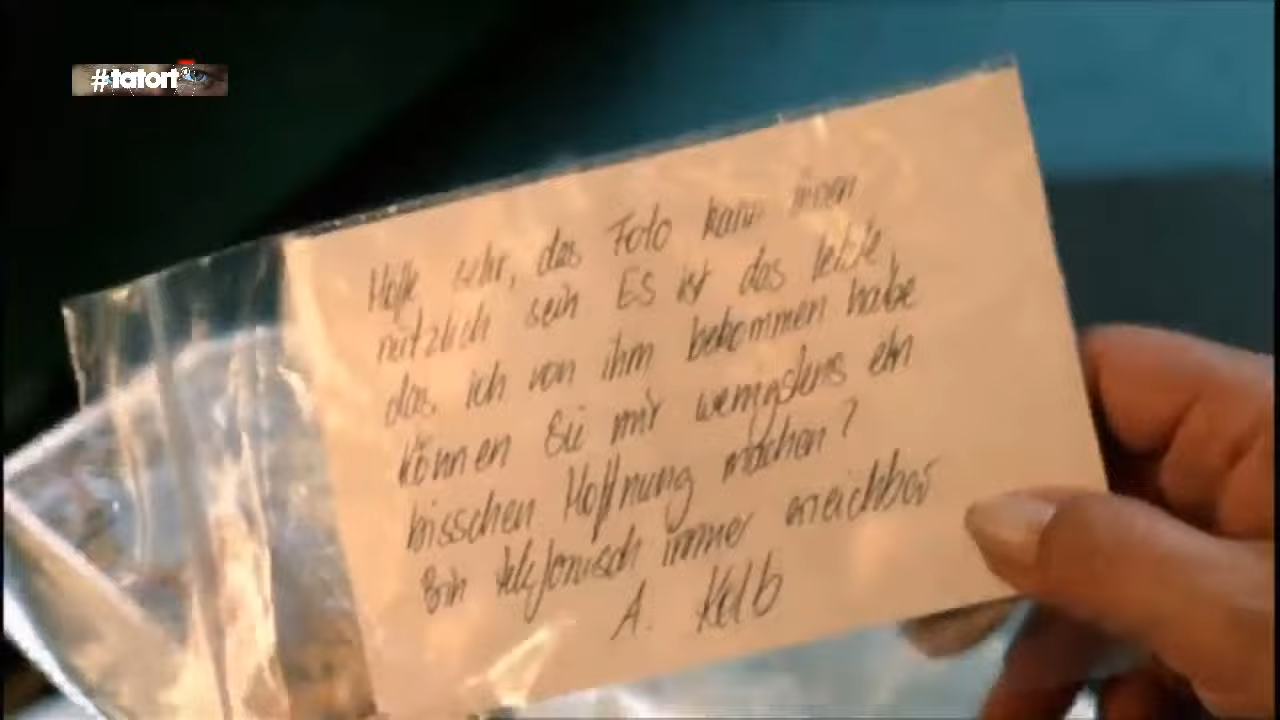 #tatort
Hoffe sehr, das Foto kann ihnen
nützlich sein Es ist das letzte,
das ich von ihm bekommen habe
Können Sie mir wenigstens ein
bisschen Hoffnung machen?
Bin telefonisch immer erreichbar
A. Kelb